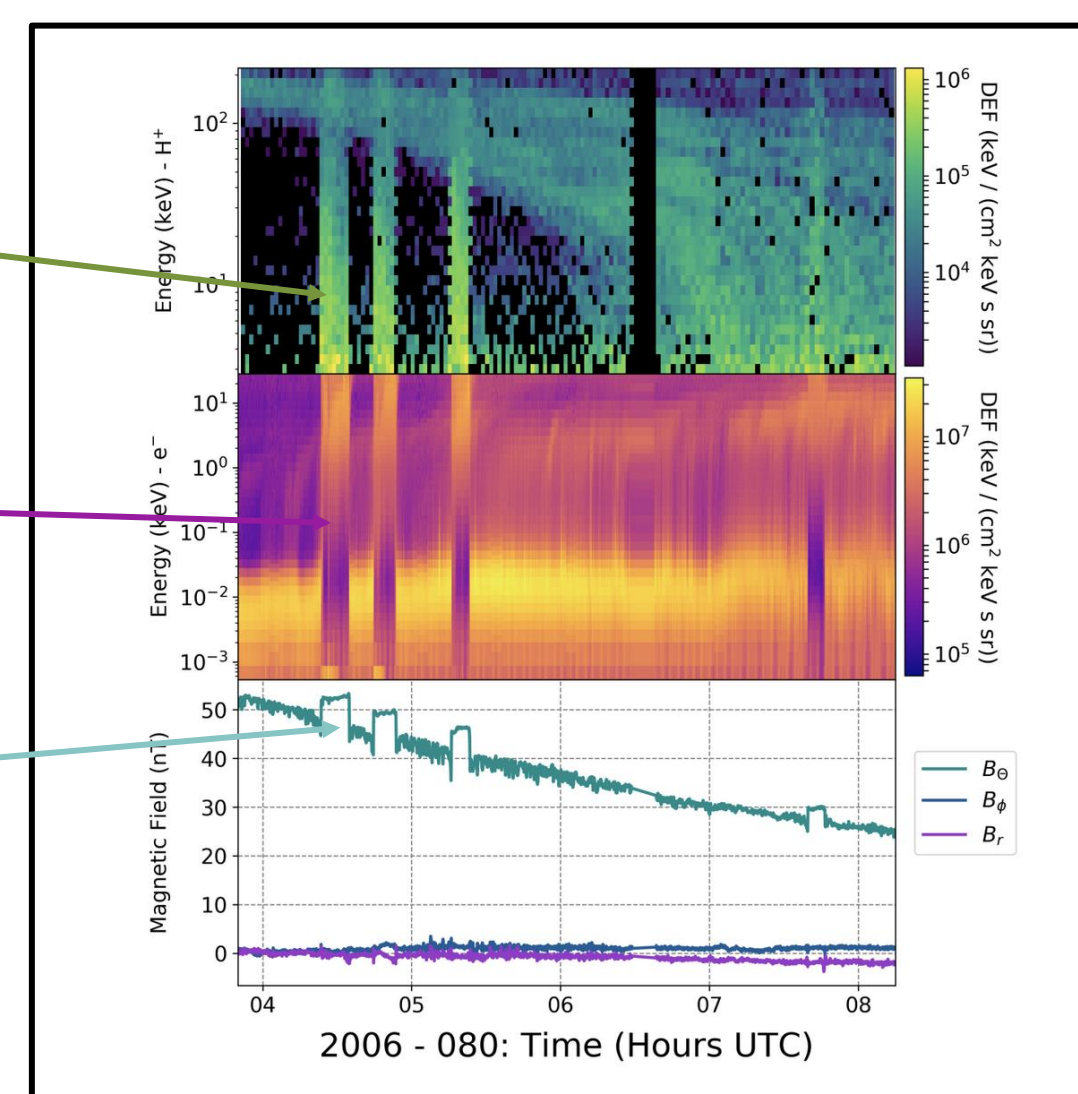 10²
10¹
Energy (keV) - H⁺
10⁶
10⁵
10⁴
DEF (keV / (cm² keV s sr))
10¹
10⁰
10⁻¹
10⁻²
10⁻³
Energy (keV) - e⁻
10⁷
10⁶
10⁵
DEF (keV / (cm² keV s sr))
50
40
30
20
10
0
Magnetic Field (nT)
B_Θ
B_ϕ
B_r
04 05 06 07 08
2006 - 080: Time (Hours UTC)